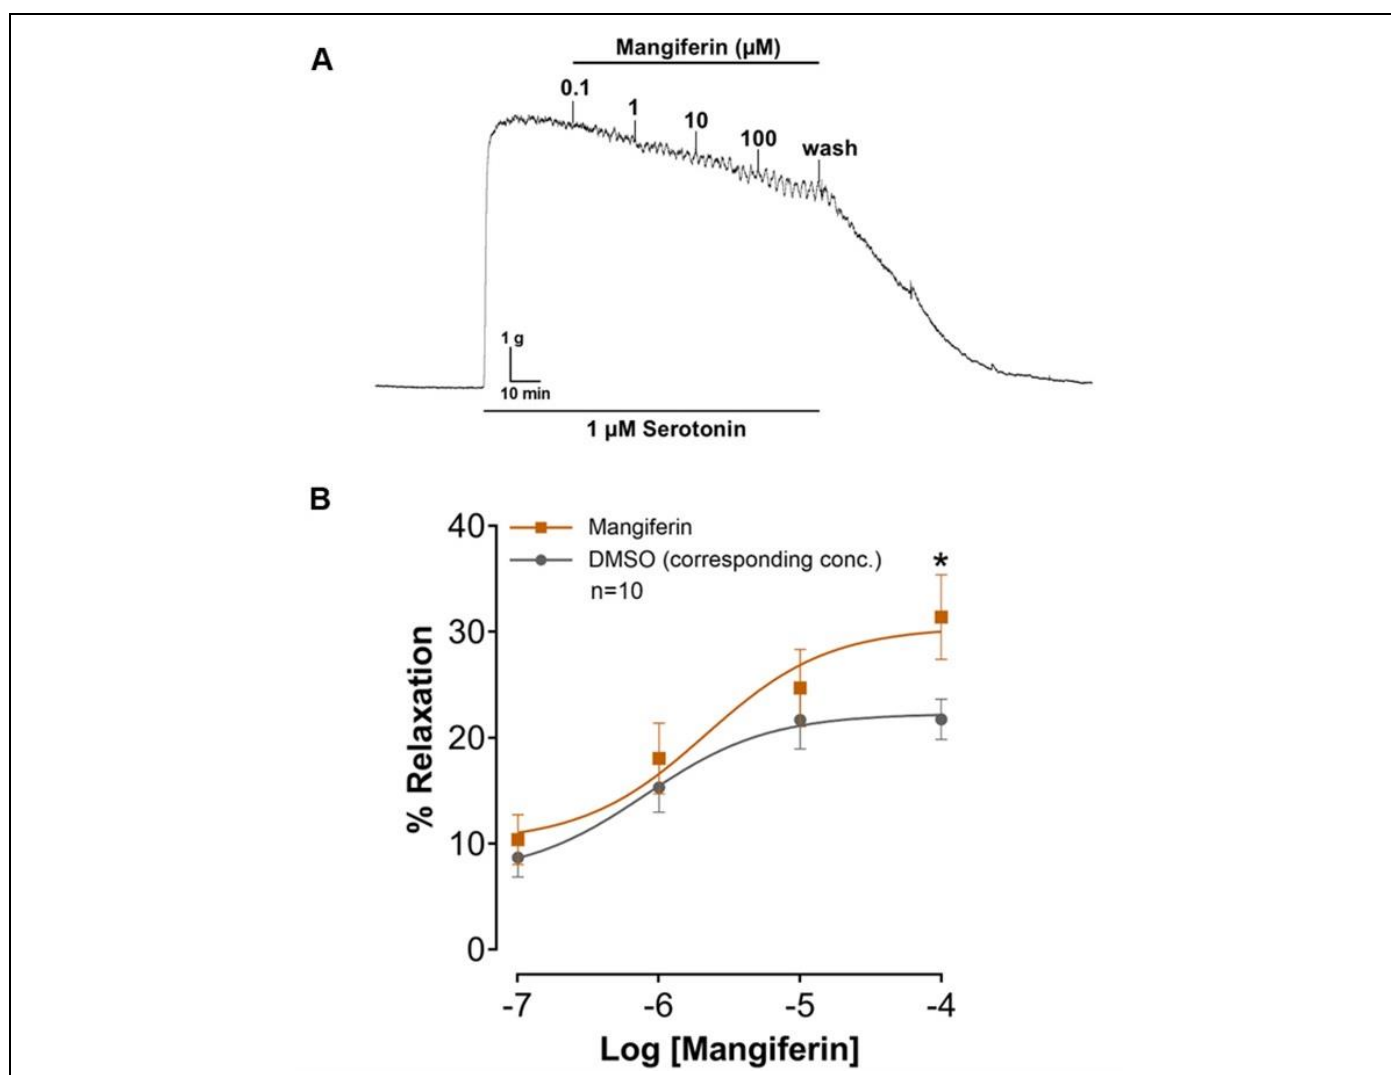 A
Mangiferin (µM)
0.1
1
10
100
wash
1 g
10 min
1 µM Serotonin
B
Mangiferin
DMSO (corresponding conc.)
n=10
*
40
30
20
10
0
% Relaxation
-7
-6
-5
-4
Log [Mangiferin]